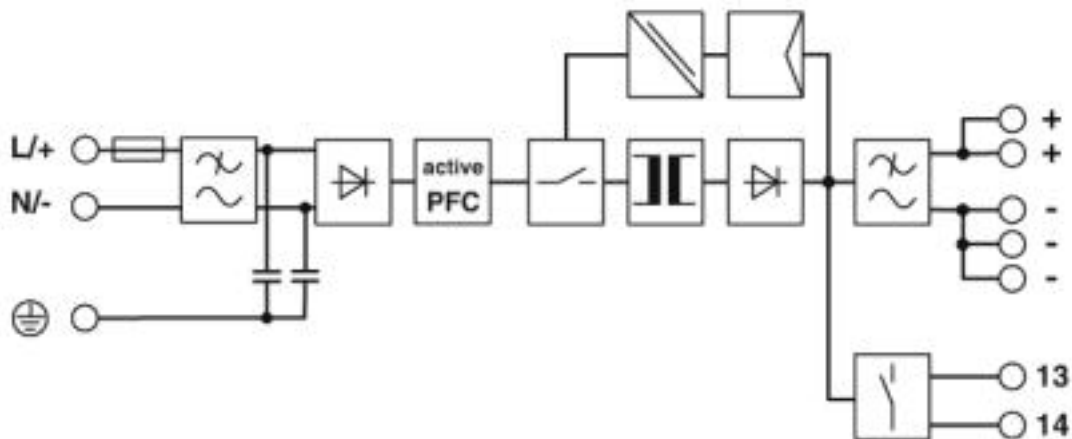 L/+
N/-
active
PFC
+
+
-
-
-
13
14